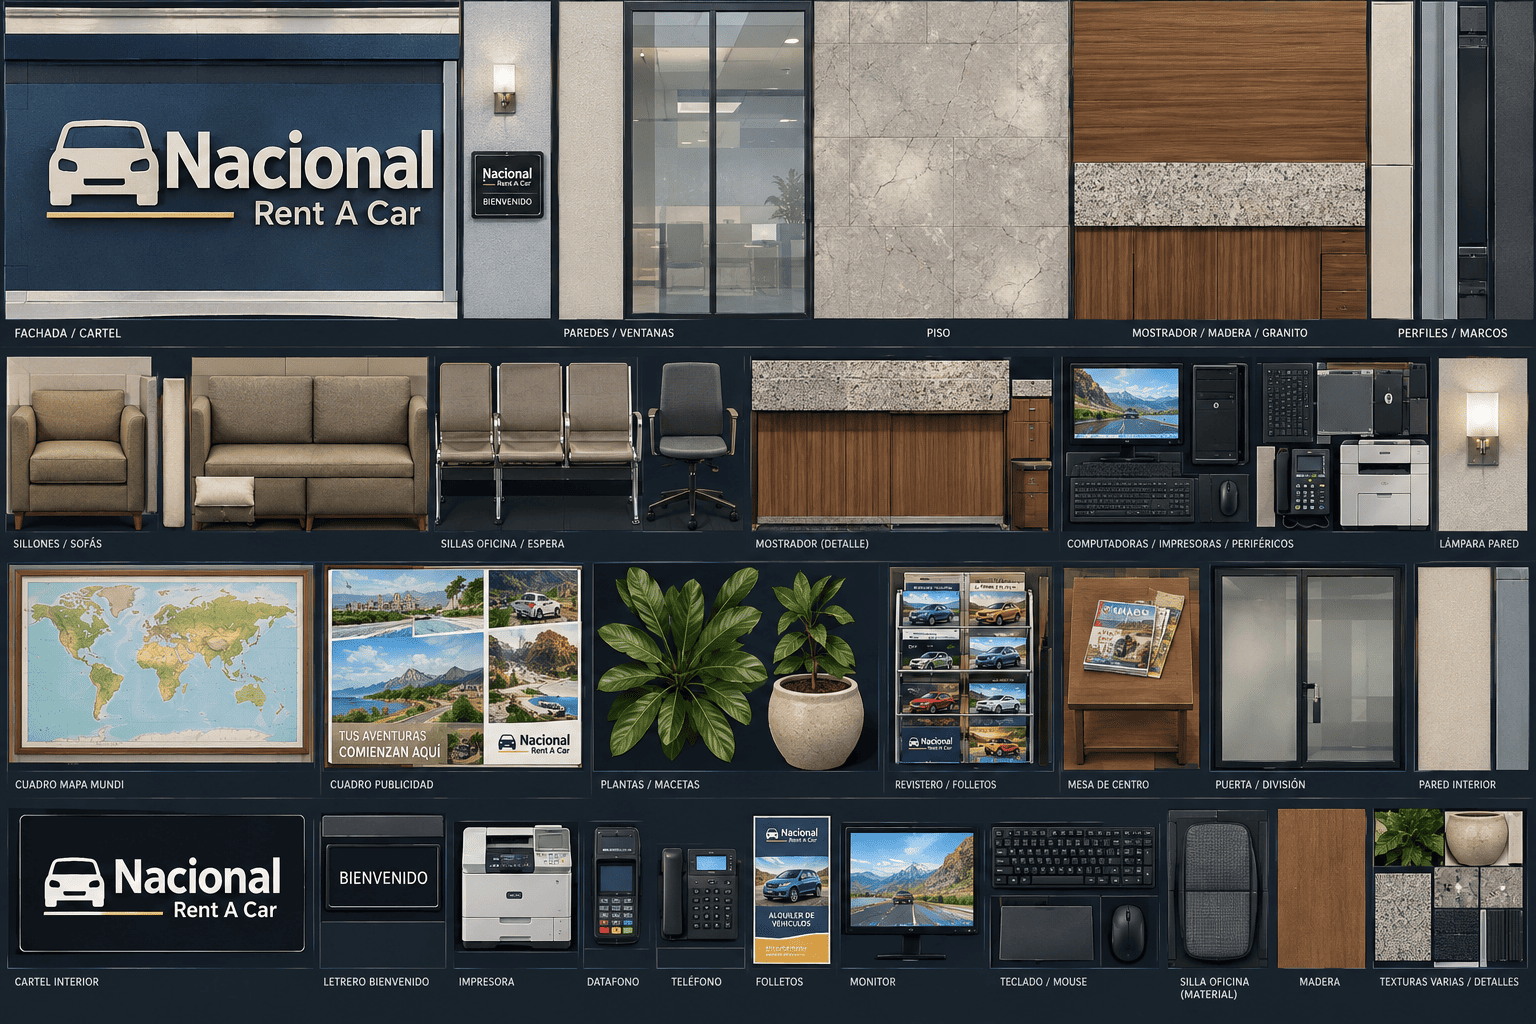 Nacional
Rent A Car
Nacional
Rent A Car
BIENVENIDO
FACHADA / CARTEL
PAREDES / VENTANAS
PISO
MOSTRADOR / MADERA / GRANITO
PERFILES / MARCOS
SILLONES / SOFÁS
SILLAS OFICINA / ESPERA
MOSTRADOR (DETALLE)
COMPUTADORAS / IMPRESORAS / PERIFÉRICOS
LÁMPARA PARED
TUS AVENTURAS
COMIENZAN AQUÍ
Nacional
Rent A Car
Nacional
Rent A Car
CUADRO MAPA MUNDI
CUADRO PUBLICIDAD
PLANTAS / MACETAS
REVISTERO / FOLLETOS
MESA DE CENTRO
PUERTA / DIVISIÓN
PARED INTERIOR
Nacional
Rent A Car
BIENVENIDO
Nacional
Rent A Car
ALQUILER DE
VEHICULOS
CARTEL INTERIOR
LETRERO BIENVENIDO
IMPRESORA
DATAFONO
TELÉFONO
FOLLETOS
MONITOR
TECLADO / MOUSE
SILLA OFICINA
(MATERIAL)
MADERA
TEXTURAS VARIAS / DETALLES